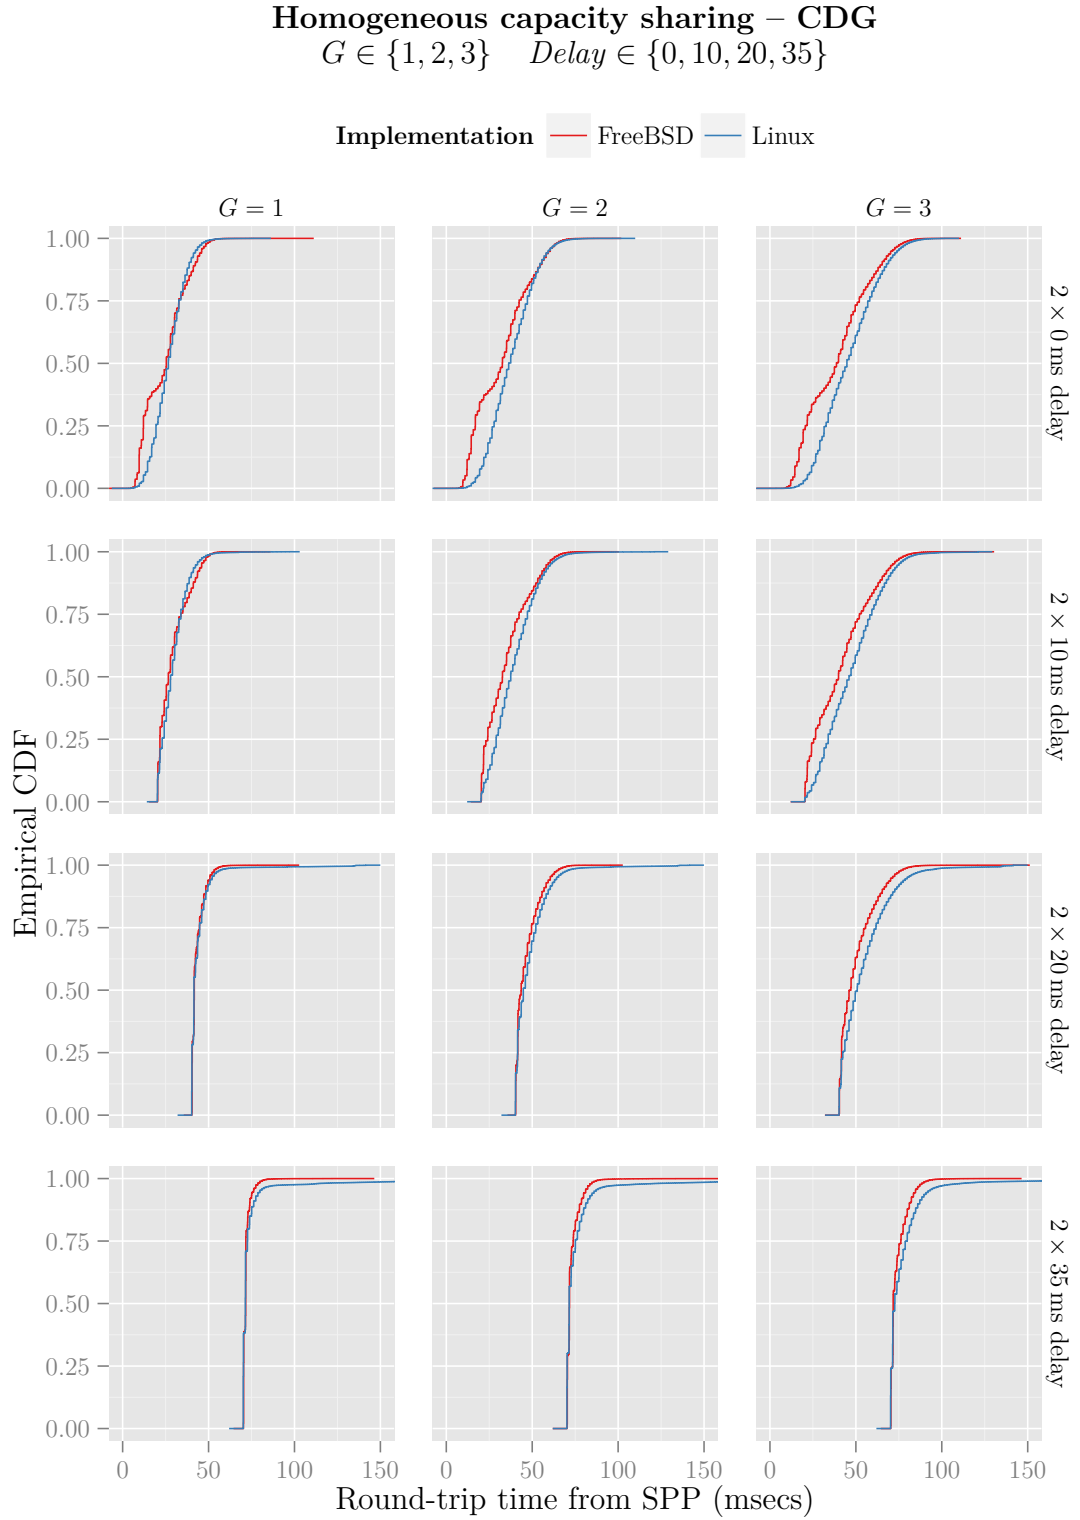 Homogeneous capacity sharing – CDG
G ∈ {1, 2, 3} Delay ∈ {0, 10, 20, 35}
Implementation FreeBSD Linux
G = 1 G = 2 G = 3
1.00
0.75
0.50
0.25
0.00
2 × 0 ms delay
1.00
0.75
0.50
0.25
0.00
2 × 10 ms delay
Empirical CDF
1.00
0.75
0.50
0.25
0.00
2 × 20 ms delay
1.00
0.75
0.50
0.25
0.00
2 × 35 ms delay
0 50 100 150 0 50 100 150 0 50 100 150
Round-trip time from SPP (msecs)